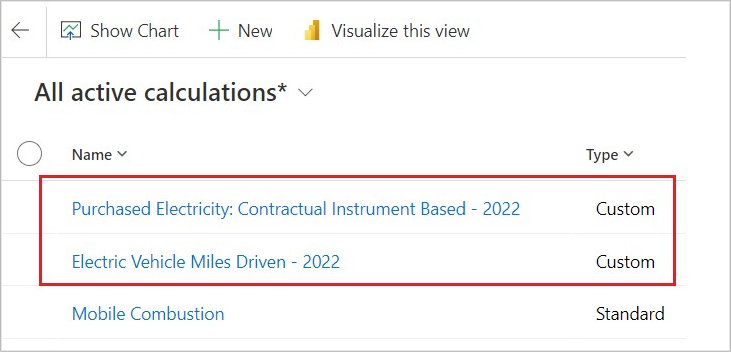 Show Chart New Visualize this view
All active calculations*
Name Type
Purchased Electricity: Contractual Instrument Based - 2022 Custom
Electric Vehicle Miles Driven - 2022 Custom
Mobile Combustion Standard